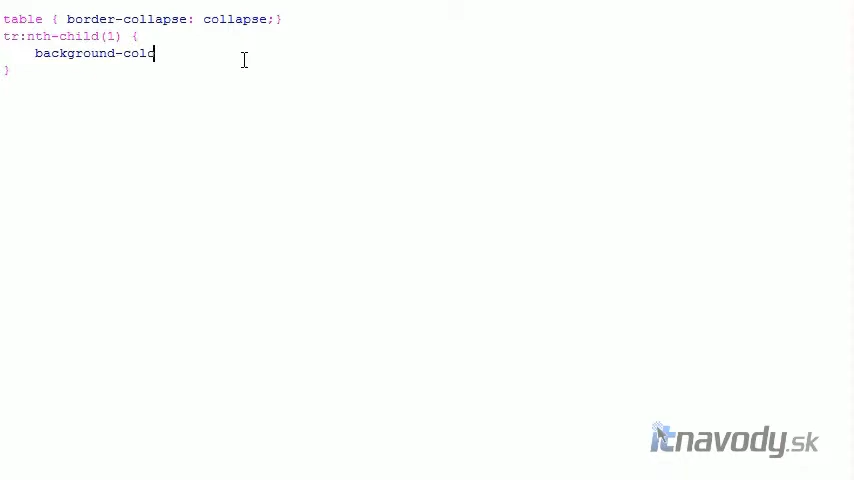 table { border-collapse: collapse;}
tr:nth-child(1) {
background-colo
}
itnavody.sk